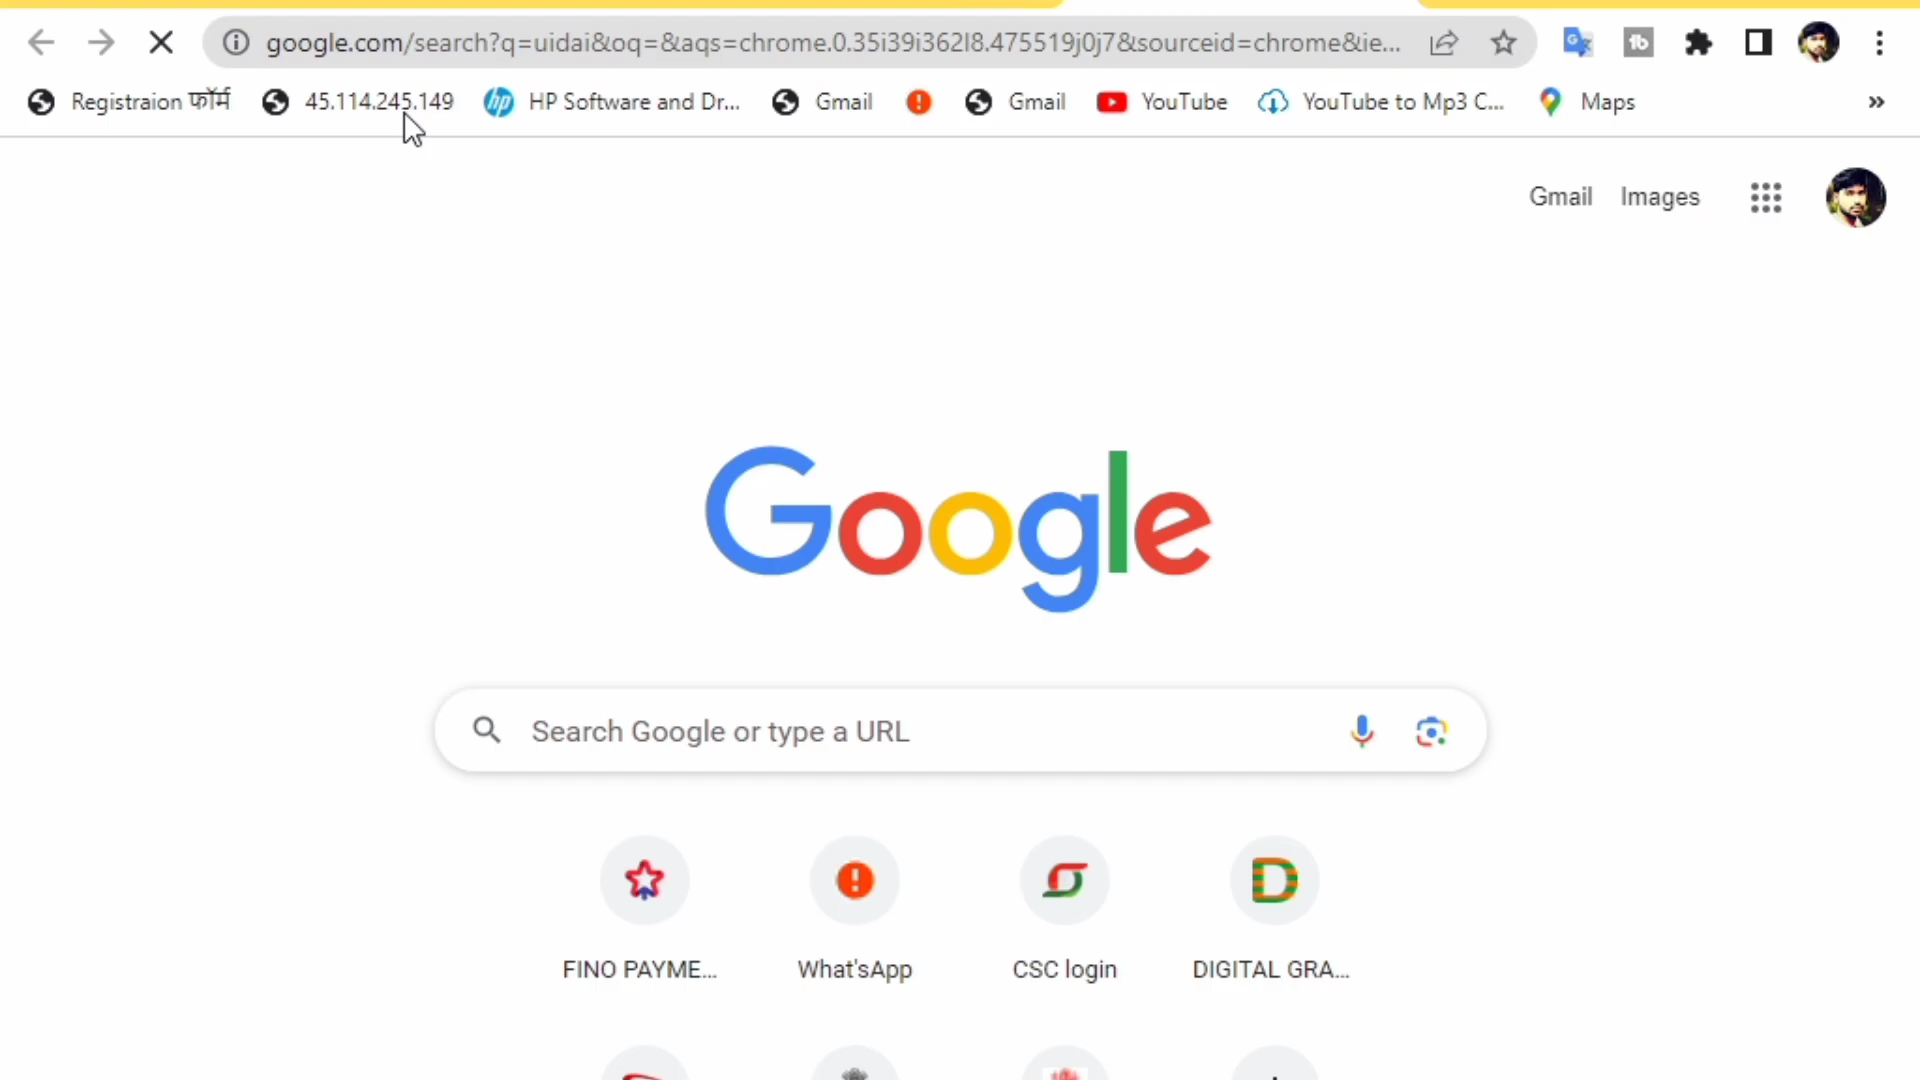 google.com/search?q=uidai&oq=&aqs=chrome.0.35i39i362l8.475519j0j7&sourceid=chrome&ie...
Registraion फॉर्म 45.114.245.149 HP Software and Dr... Gmail Gmail YouTube YouTube to Mp3 C... Maps »
Gmail Images
Google
Search Google or type a URL
FINO PAYME... What'sApp CSC login DIGITAL GRA...